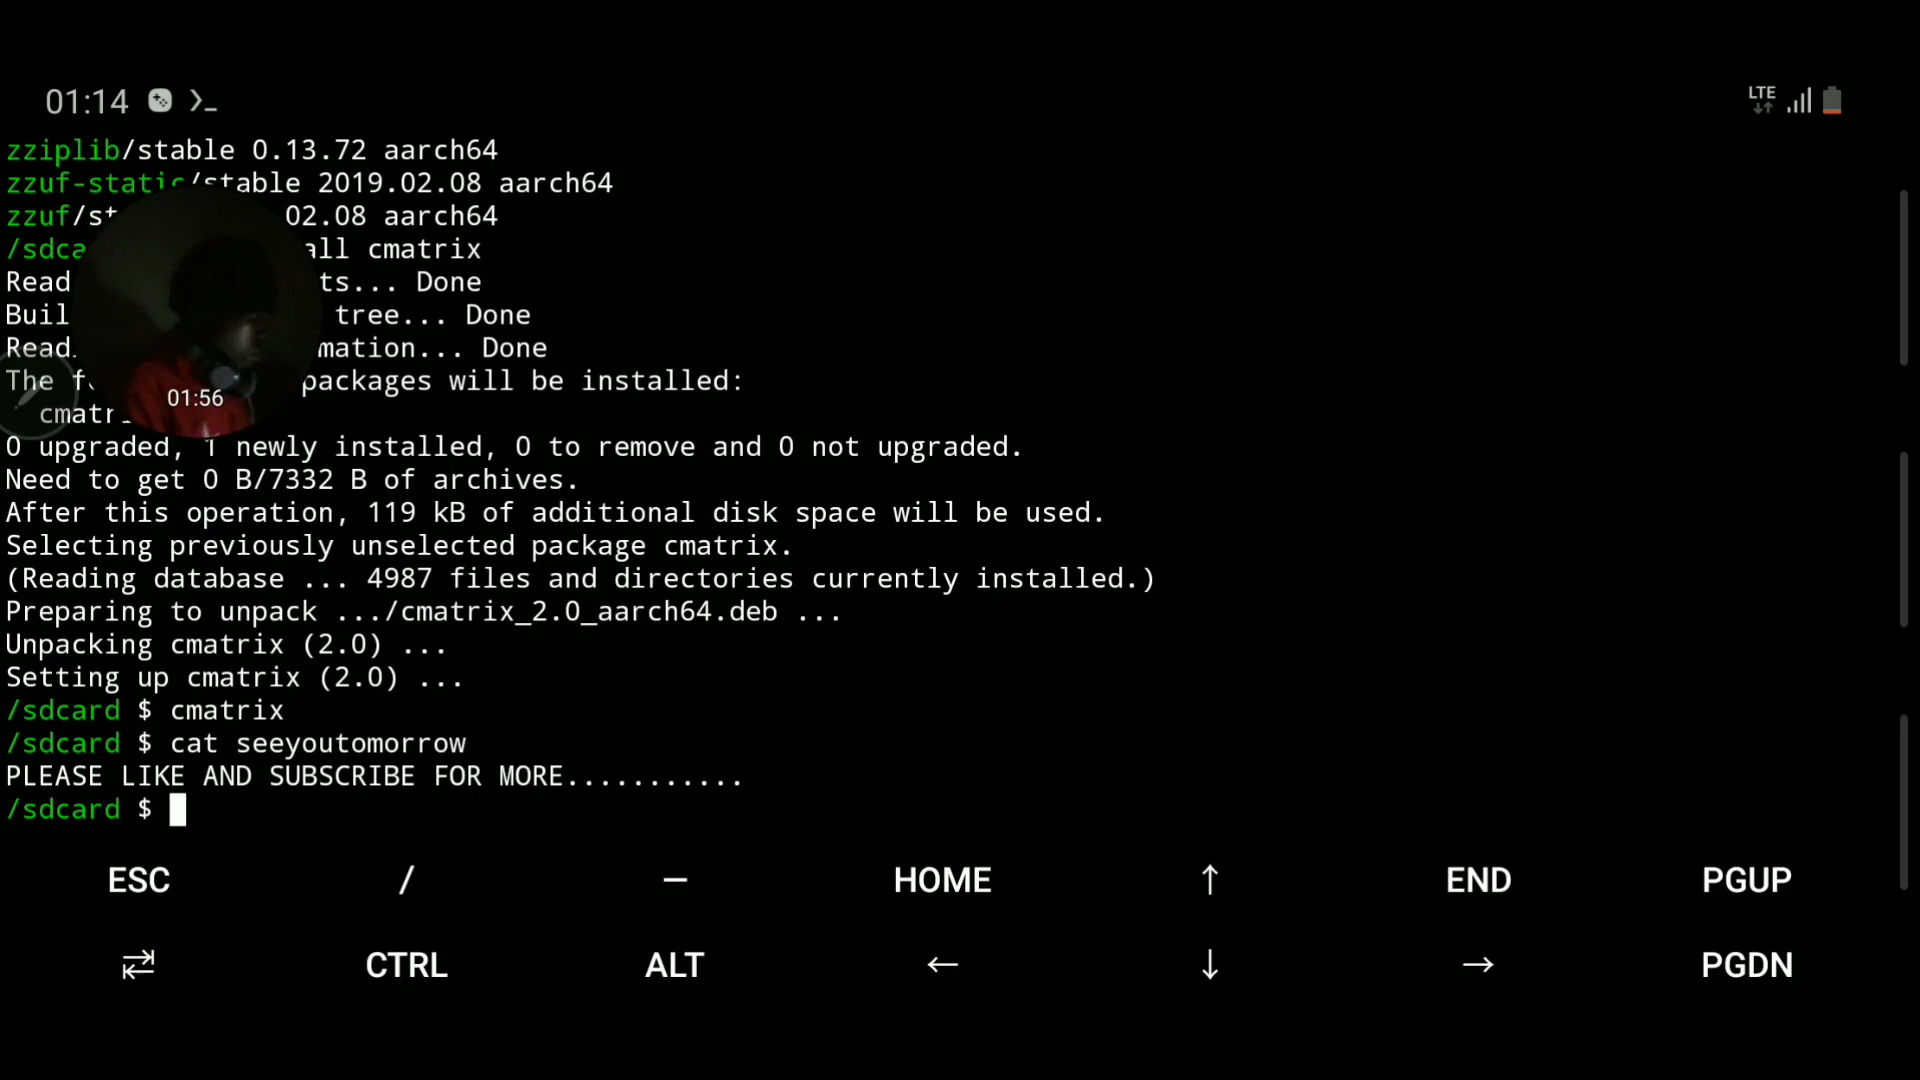 01:14
LTE
zziplib/stable 0.13.72 aarch64
zzuf-static/stable 2019.02.08 aarch64
zzuf/st 02.08 aarch64
/sdca all cmatrix
Read ts... Done
Buil tree... Done
Read mation... Done
The f packages will be installed:
cmatri
0 upgraded, 1 newly installed, 0 to remove and 0 not upgraded.
Need to get 0 B/7332 B of archives.
After this operation, 119 kB of additional disk space will be used.
Selecting previously unselected package cmatrix.
(Reading database ... 4987 files and directories currently installed.)
Preparing to unpack .../cmatrix_2.0_aarch64.deb ...
Unpacking cmatrix (2.0) ...
Setting up cmatrix (2.0) ...
/sdcard $ cmatrix
/sdcard $ cat seeyoutomorrow
PLEASE LIKE AND SUBSCRIBE FOR MORE...........
/sdcard $
01:56
ESC / — HOME ↑ END PGUP
⇄ CTRL ALT ← ↓ → PGDN